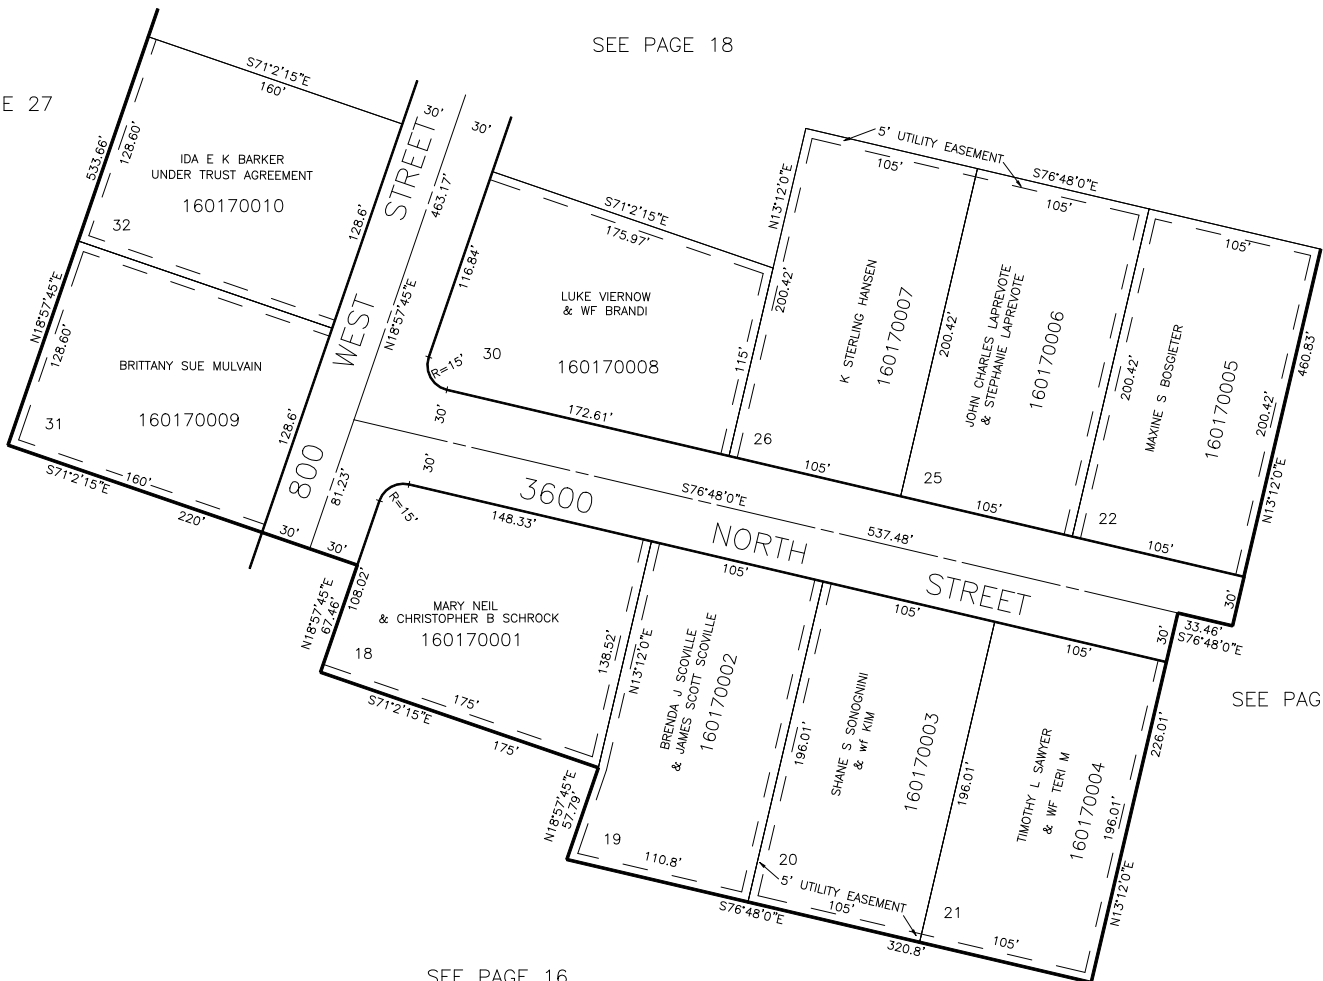 SEE PAGE 18
E 27
S71°2'15"E
160'
533.66'
128.60'
IDA E K BARKER
UNDER TRUST AGREEMENT
160170010
32
128.6'
N18°57'45"E
128.60'
BRITTANY SUE MULVAIN
160170009
31
128.6'
S71°2'15"E
160'
220'
30'
30'
30'
30'
800 WEST STREET
463.17'
N18°57'45"E
81.23'
S71°2'15"E
175.97'
116.84'
LUKE VIERNOW
& WF BRANDI
30
160170008
R=15'
172.61'
115'
30'
30'
R=15'
5' UTILITY EASEMENT
N13°12'0"E
200.42'
105'
K STERLING HANSEN
160170007
26
105'
200.42'
S76°48'0"E
105'
JOHN CHARLES LAPREVOTE
& STEPHANIE LAPREVOTE
160170006
25
105'
200.42'
105'
MAXINE S BOSGIETER
160170005
22
105'
460.83'
200.42'
N13°12'0"E
3600 NORTH STREET
S76°48'0"E
537.48'
30'
33.46'
S76°48'0"E
30'
148.33'
108.02'
N18°57'45"E
67.46'
MARY NEIL
& CHRISTOPHER B SCHROCK
160170001
18
138.52'
N13°12'0"E
S71°2'15"E
175'
175'
105'
BRENDA J SCOVILLE
& JAMES SCOTT SCOVILLE
160170002
N18°57'45"E
57.79'
19
110.8'
S76°48'0"E
196.01'
105'
SHANE S SONOGNINI
& wf KIM
160170003
20
5' UTILITY EASEMENT
105'
320.8'
196.01'
105'
TIMOTHY L SAWYER
& WF TERI M
160170004
21
105'
196.01'
226.01'
N13°12'0"E
SEE PAG
SEE PAGE 16